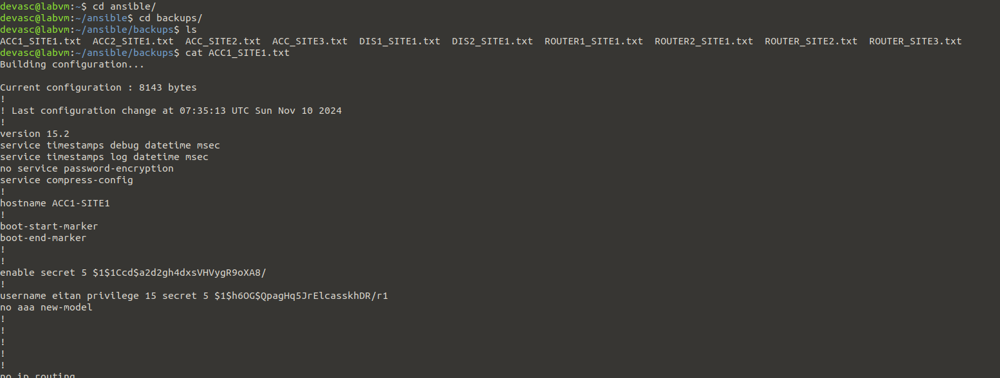 devasc@labvm:~$ cd ansible/
devasc@labvm:~/ansible$ cd backups/
devasc@labvm:~/ansible/backups$ ls
ACC1_SITE1.txt  ACC2_SITE1.txt  ACC_SITE2.txt  ACC_SITE3.txt  DIS1_SITE1.txt  DIS2_SITE1.txt  ROUTER1_SITE1.txt  ROUTER2_SITE1.txt  ROUTER_SITE2.txt  ROUTER_SITE3.txt
devasc@labvm:~/ansible/backups$ cat ACC1_SITE1.txt
Building configuration...
Current configuration : 8143 bytes
!
! Last configuration change at 07:35:13 UTC Sun Nov 10 2024
!
version 15.2
service timestamps debug datetime msec
service timestamps log datetime msec
no service password-encryption
service compress-config
!
hostname ACC1-SITE1
!
boot-start-marker
boot-end-marker
!
!
enable secret 5 $1$1Ccd$a2d2gh4dxsVHVygR9oXA8/
!
username eitan privilege 15 secret 5 $1$h6OG$QpagHq5JrElcasskhDR/r1
no aaa new-model
!
!
!
!
!
no ip routing